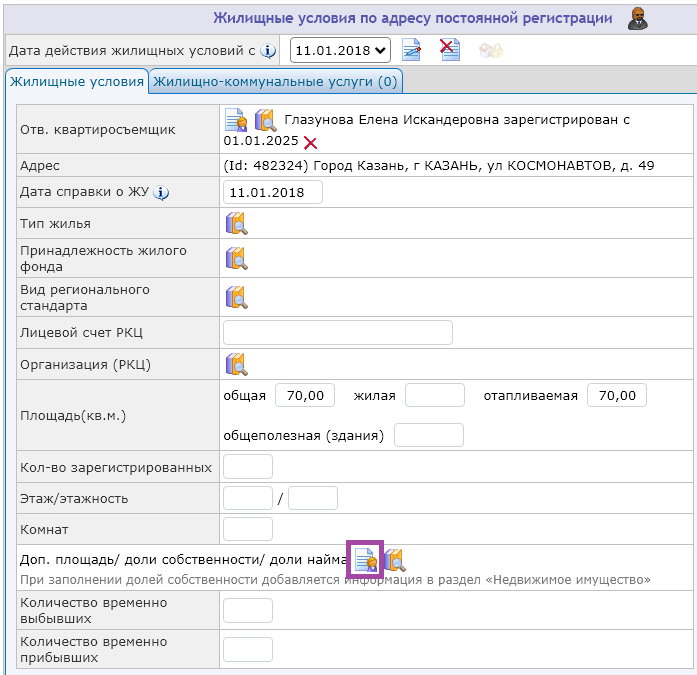 Жилищные условия по адресу постоянной регистрации
Дата действия жилищных условий с 11.01.2018
Жилищные условия Жилищно-коммунальные услуги (0)
Отв. квартиросъемщик Глазунова Елена Искандеровна зарегистрирован с
01.01.2025
Адрес (Id: 482324) Город Казань, г КАЗАНЬ, ул КОСМОНАВТОВ, д. 49
Дата справки о ЖУ 11.01.2018
Тип жилья
Принадлежность жилого
фонда
Вид регионального
стандарта
Лицевой счет РКЦ
Организация (РКЦ)
Площадь(кв.м.) общая 70,00 жилая отапливаемая 70,00
общеполезная (здания)
Кол-во зарегистрированных
Этаж/этажность /
Комнат
Доп. площадь/ доли собственности/ доли найма
При заполнении долей собственности добавляется информация в раздел «Недвижимое имущество»
Количество временно
выбывших
Количество временно
прибывших